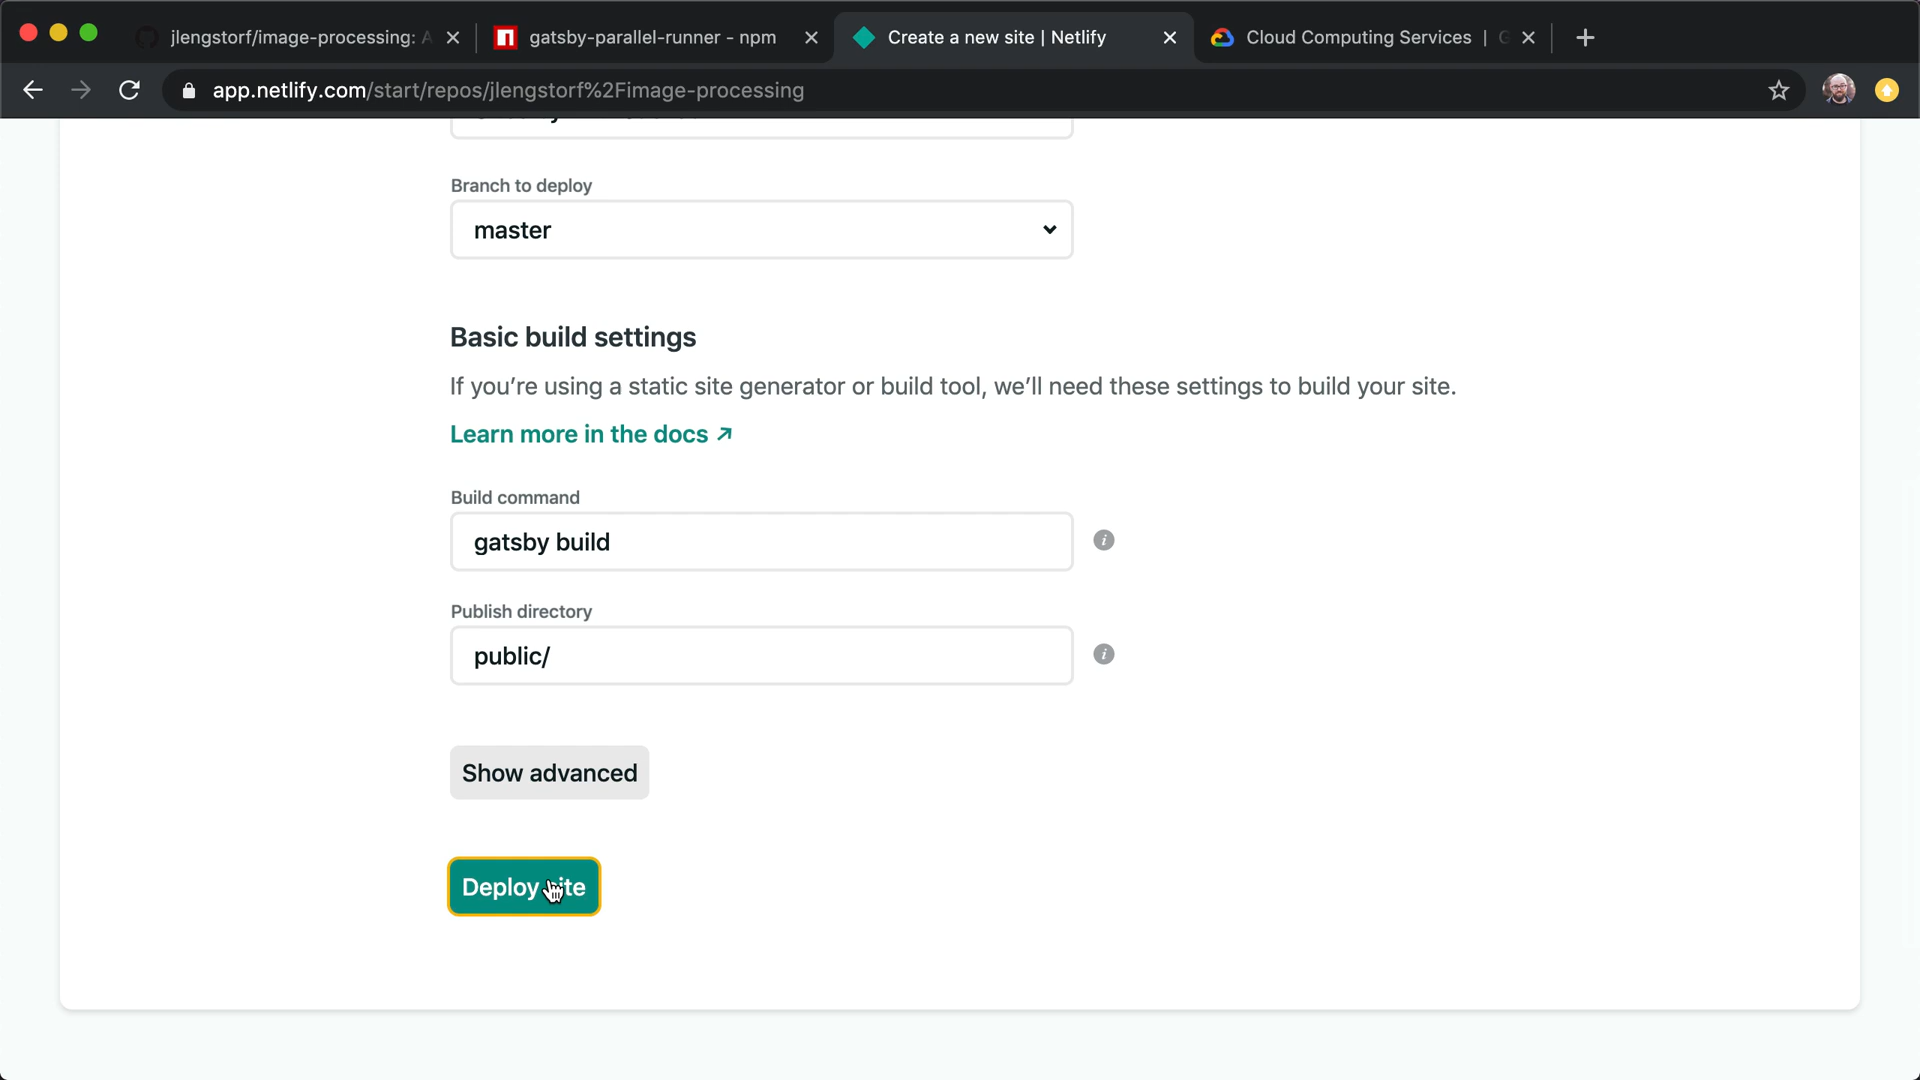 jlengstorf/image-processing: A
gatsby-parallel-runner - npm
Create a new site | Netlify
Cloud Computing Services | G
app.netlify.com/start/repos/jlengstorf%2Fimage-processing
Branch to deploy
master
Basic build settings
If you’re using a static site generator or build tool, we’ll need these settings to build your site.
Learn more in the docs ↗
Build command
gatsby build
Publish directory
public/
Show advanced
Deploy site